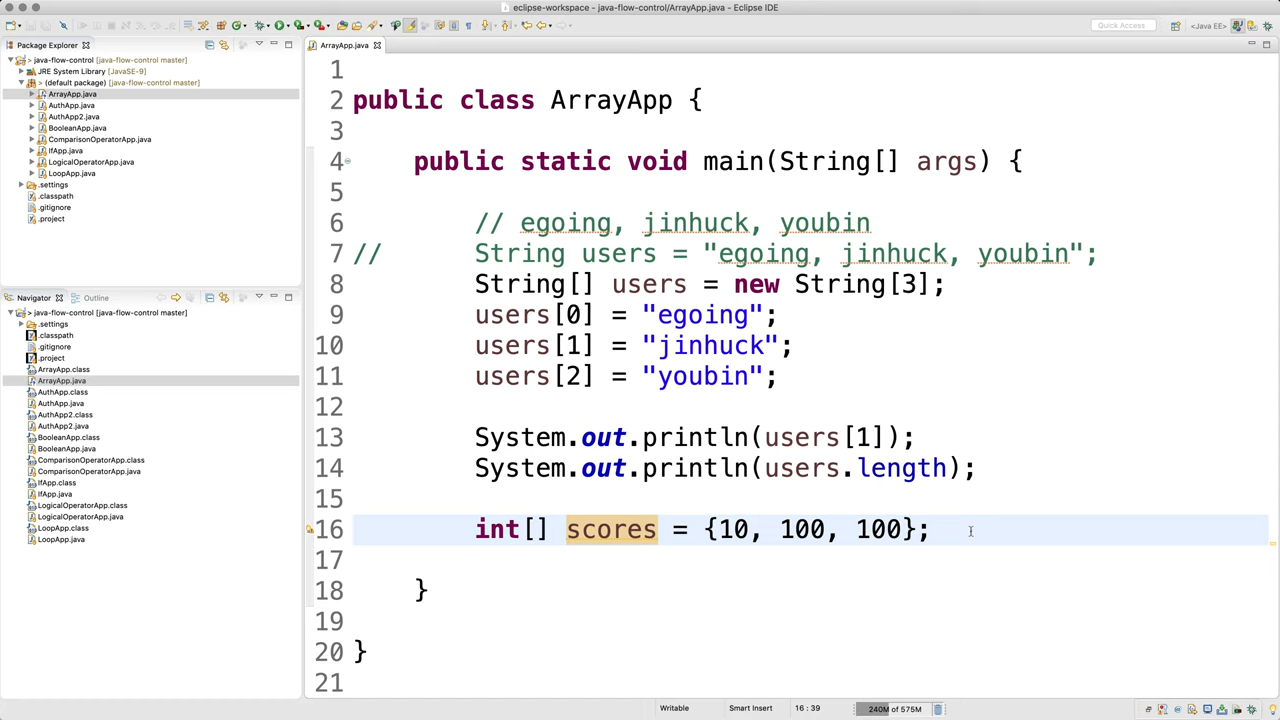 eclipse-workspace - java-flow-control/ArrayApp.java - Eclipse IDE
Quick Access
<Java EE>
Package Explorer
java-flow-control [java-flow-control master]
JRE System Library [JavaSE-9]
> (default package) [java-flow-control master]
ArrayApp.java
AuthApp.java
AuthApp2.java
BooleanApp.java
ComparisonOperatorApp.java
IfApp.java
LogicalOperatorApp.java
LoopApp.java
.settings
.classpath
.gitignore
.project
Navigator
Outline
> java-flow-control [java-flow-control master]
.settings
.classpath
.gitignore
.project
ArrayApp.class
ArrayApp.java
AuthApp.class
AuthApp.java
AuthApp2.class
AuthApp2.java
BooleanApp.class
BooleanApp.java
ComparisonOperatorApp.class
ComparisonOperatorApp.java
IfApp.class
IfApp.java
LogicalOperatorApp.class
LogicalOperatorApp.java
LoopApp.class
LoopApp.java
ArrayApp.java
1
2 public class ArrayApp {
3
4 public static void main(String[] args) {
5
6 // egoing, jinhuck, youbin
7 // String users = "egoing, jinhuck, youbin";
8 String[] users = new String[3];
9 users[0] = "egoing";
10 users[1] = "jinhuck";
11 users[2] = "youbin";
12
13 System.out.println(users[1]);
14 System.out.println(users.length);
15
16 int[] scores = {10, 100, 100};
17
18 }
19
20 }
21
Writable
Smart Insert
16 : 39
240M of 575M